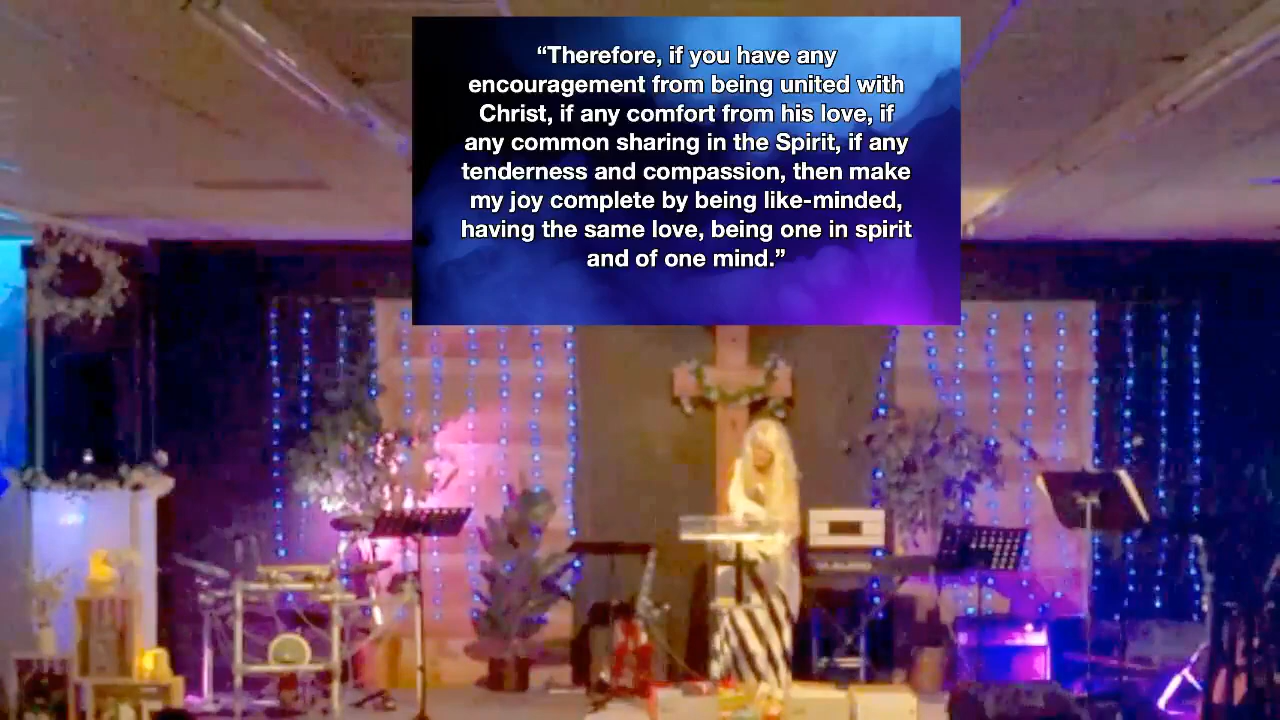 “Therefore, if you have any
encouragement from being united with
Christ, if any comfort from his love, if
any common sharing in the Spirit, if any
tenderness and compassion, then make
my joy complete by being like-minded,
having the same love, being one in spirit
and of one mind.”